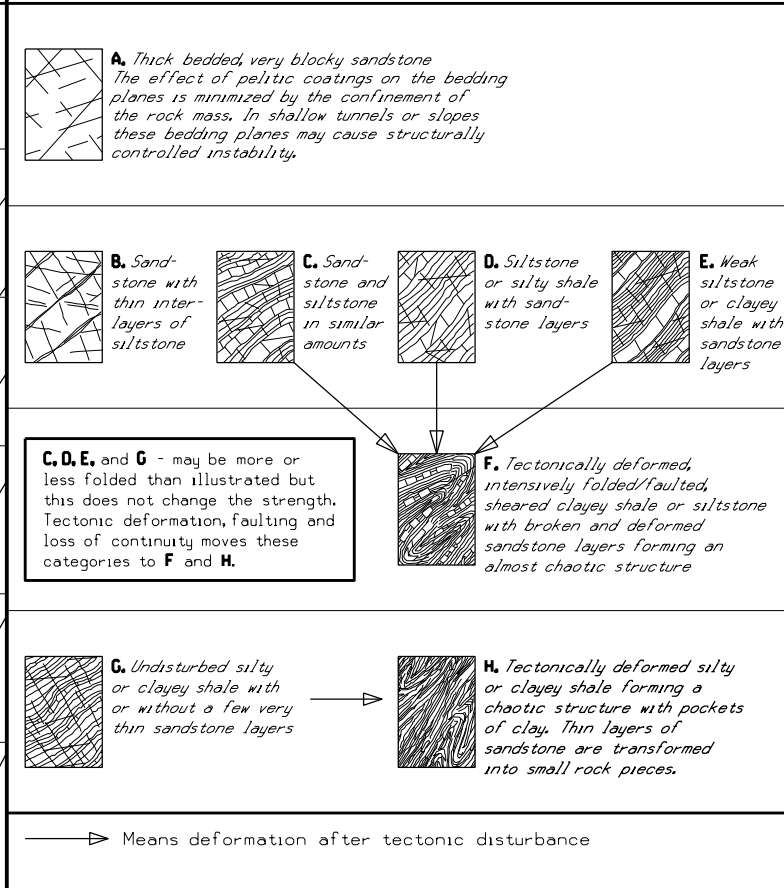 A. Thick bedded, very blocky sandstone
The effect of pelitic coatings on the bedding
planes is minimized by the confinement of
the rock mass. In shallow tunnels or slopes
these bedding planes may cause structurally
controlled instability.
B. Sand-
stone with
thin inter-
layers of
siltstone
C. Sand-
stone and
siltstone
in similar
amounts
D. Siltstone
or silty shale
with sand-
stone layers
E. Weak
siltstone
or clayey
shale with
sandstone
layers
C, D, E, and G - may be more or
less folded than illustrated but
this does not change the strength.
Tectonic deformation, faulting and
loss of continuity moves these
categories to F and H.
F. Tectonically deformed,
intensively folded/faulted,
sheared clayey shale or siltstone
with broken and deformed
sandstone layers forming an
almost chaotic structure
G. Undisturbed silty
or clayey shale with
or without a few very
thin sandstone layers
H. Tectonically deformed silty
or clayey shale forming a
chaotic structure with pockets
of clay. Thin layers of
sandstone are transformed
into small rock pieces.
Means deformation after tectonic disturbance